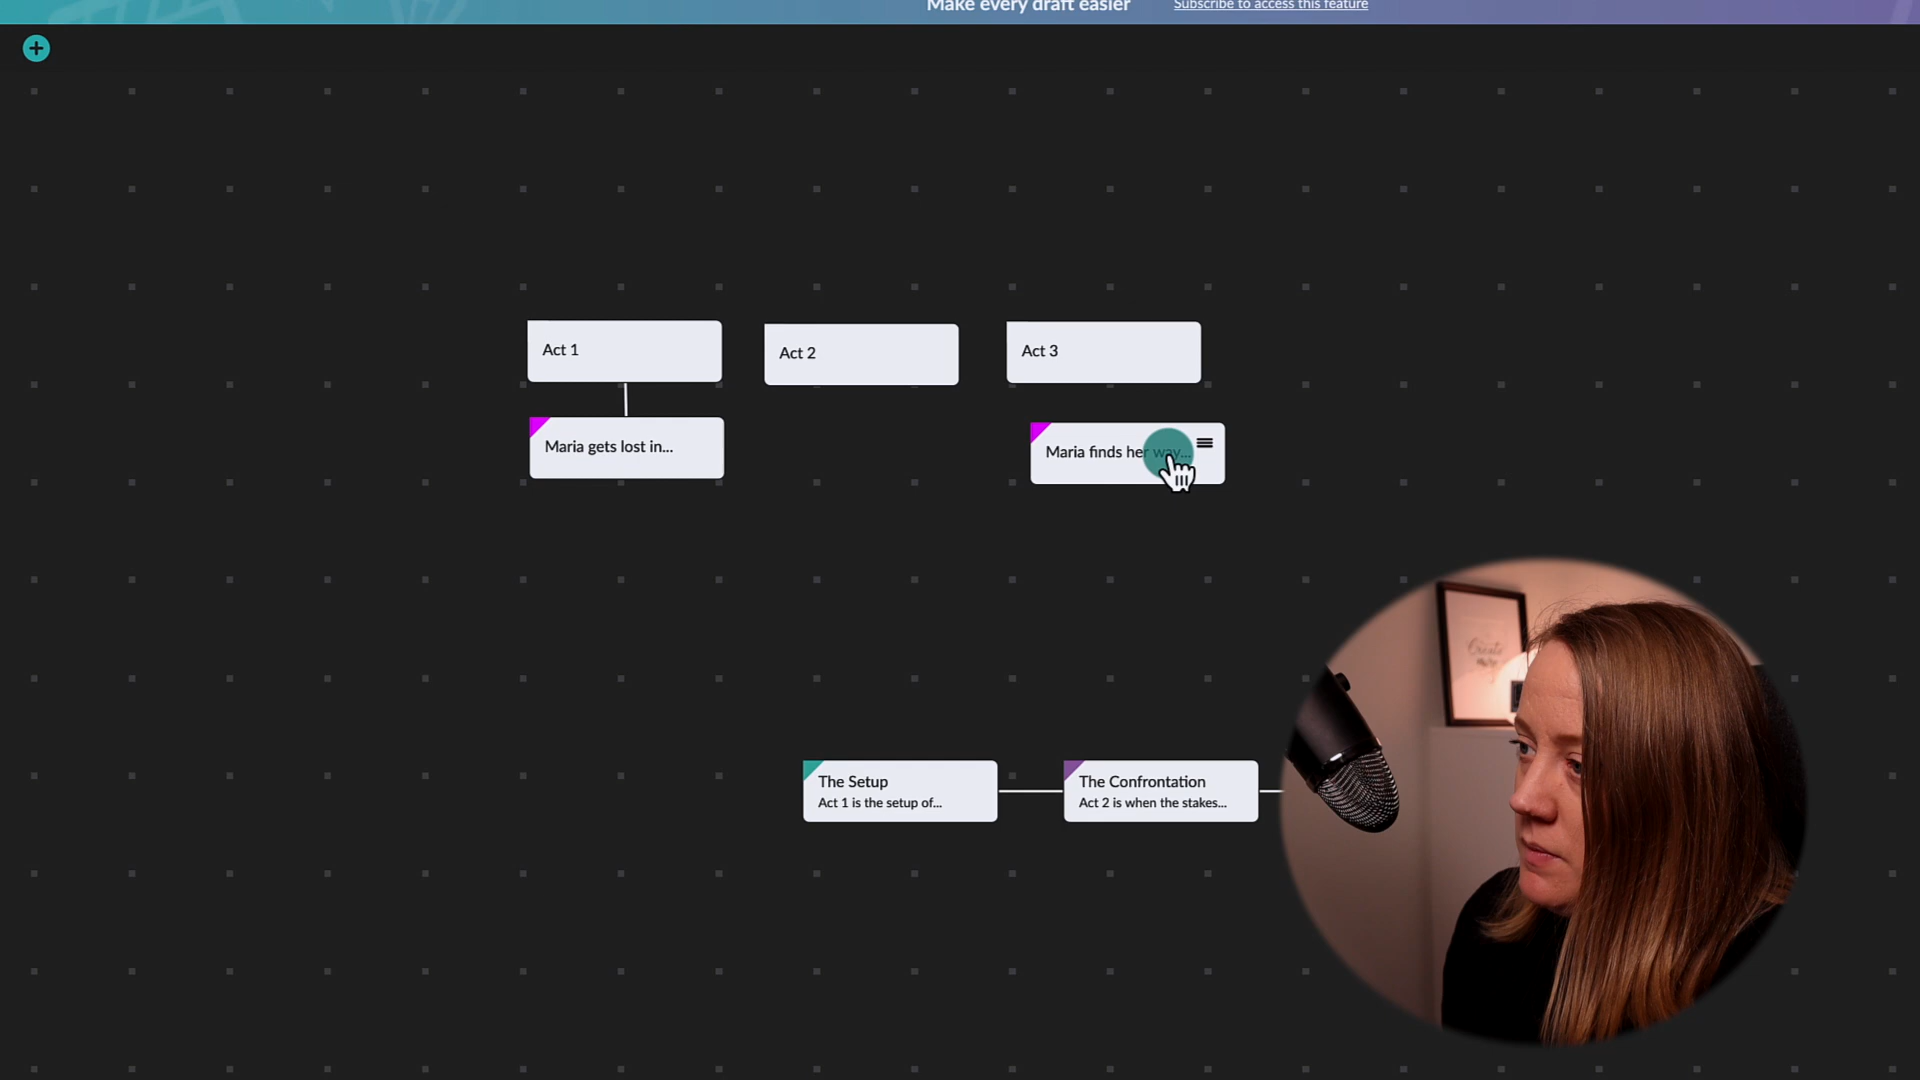 Make every draft easier
Subscribe to access this feature
Act 1
Act 2
Act 3
Maria gets lost in...
Maria finds her way...
The Setup
Act 1 is the setup of...
The Confrontation
Act 2 is when the stakes...
Create